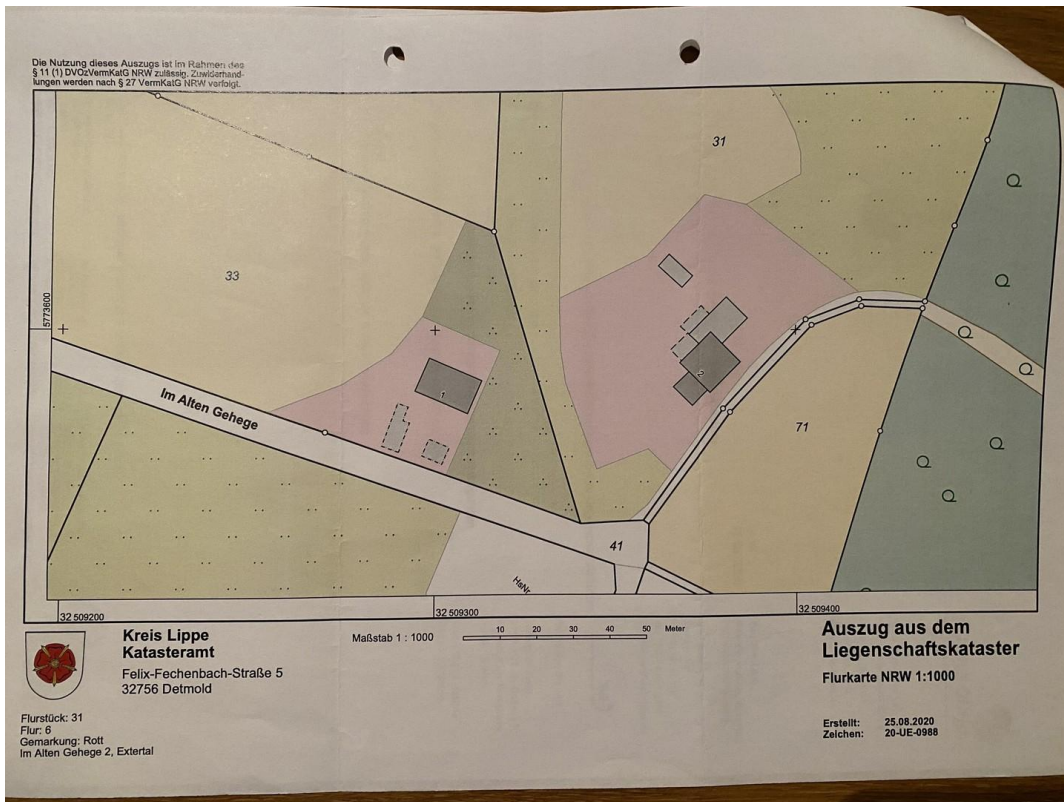 Die Nutzung dieses Auszugs ist im Rahmen des
§ 11 (1) DVOzVermKatG NRW zulässig. Zuwiderhand-
lungen werden nach § 27 VermKatG NRW verfolgt.
31
33
5773600
2
1
Im Alten Gehege
71
41
HsNr.
32 509200
32 509300
32 509400
Kreis Lippe
Katasteramt
Felix-Fechenbach-Straße 5
32756 Detmold
Maßstab 1 : 1000
10 20 30 40 50 Meter
Auszug aus dem
Liegenschaftskataster
Flurkarte NRW 1:1000
Flurstück: 31
Flur: 6
Gemarkung: Rott
Im Alten Gehege 2, Extertal
Erstellt: 25.08.2020
Zeichen: 20-UE-0988